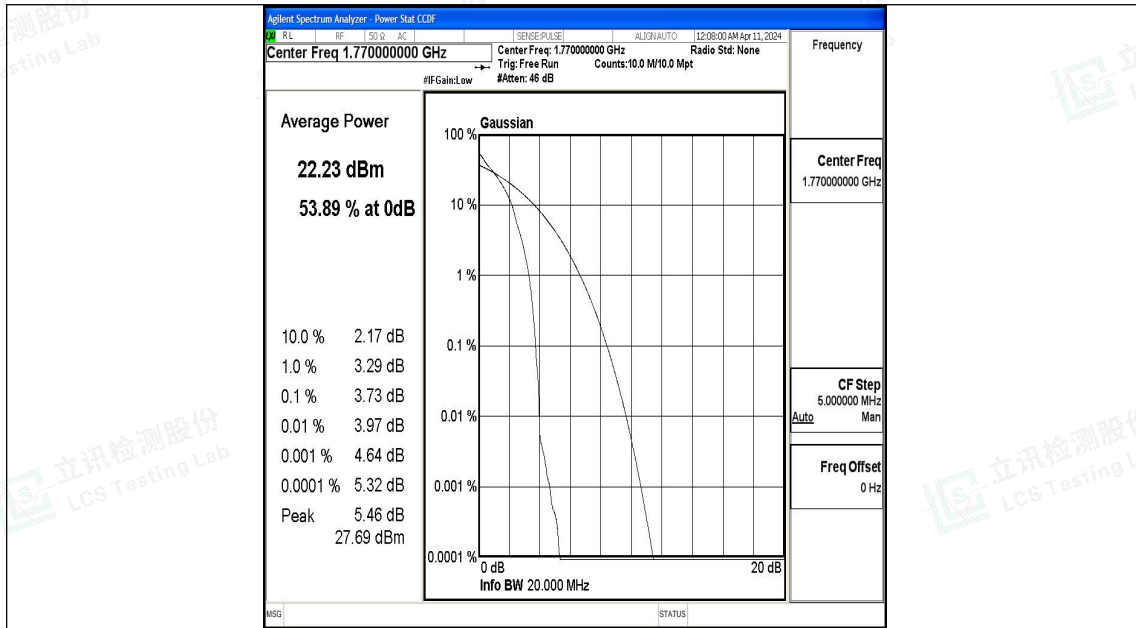 Agilent Spectrum Analyzer - Power Stat CCDF
RL RF 50 Ω AC SENSE:PULSE ALIGN AUTO 12:08:00 AM Apr 11, 2024
Center Freq 1.770000000 GHz
Center Freq: 1.770000000 GHz Radio Std: None
Trig: Free Run Counts:10.0 M/10.0 Mpt
#IFGain:Low #Atten: 46 dB
Frequency
Average Power
22.23 dBm
53.89 % at 0dB
10.0 % 2.17 dB
1.0 % 3.29 dB
0.1 % 3.73 dB
0.01 % 3.97 dB
0.001 % 4.64 dB
0.0001 % 5.32 dB
Peak 5.46 dB
27.69 dBm
Gaussian
100 %
10 %
1 %
0.1 %
0.01 %
0.001 %
0.0001 %
0 dB 20 dB
Info BW 20.000 MHz
Center Freq
1.770000000 GHz
CF Step
5.000000 MHz
Auto Man
Freq Offset
0 Hz
MSG STATUS
立讯检测股份
LCS Testing Lab
立讯检测股份
LCS Testing L